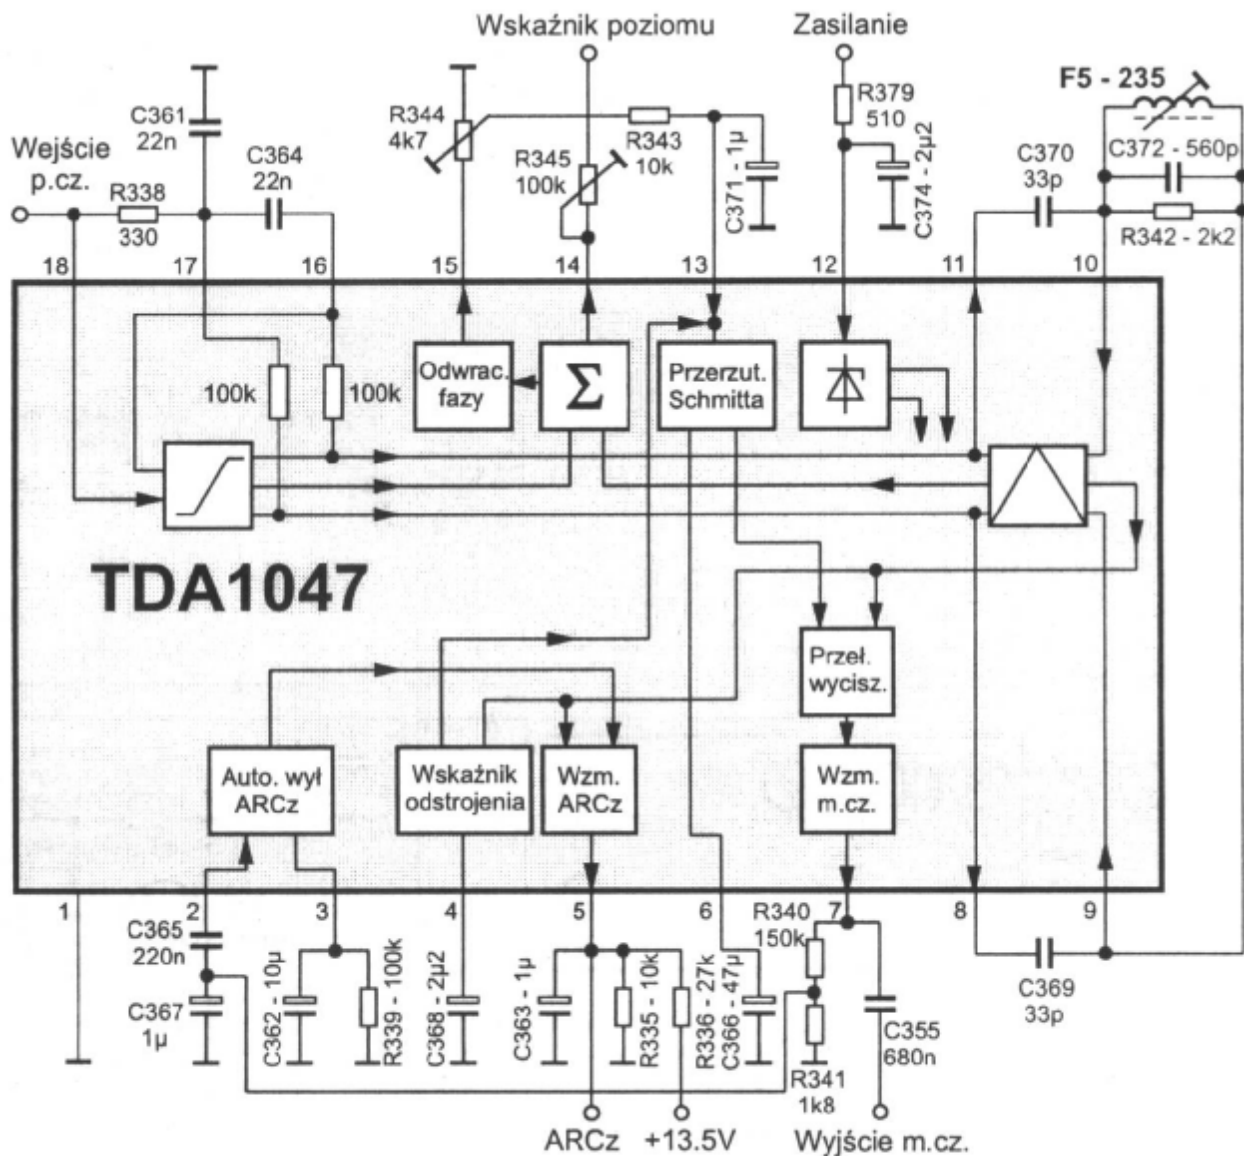 Wskaźnik poziomu
Zasilanie
F5 - 235
C361
22n
R344
4k7
R343
10k
R379
510
Wejście
p.cz.
C364
22n
R345
100k
C371 - 1µ
C374 - 2µ2
C370
33p
C372 - 560p
R338
330
R342 - 2k2
18
17
16
15
14
13
12
11
10
100k
100k
Odwrac.
fazy
Σ
Przerzut.
Schmitta
TDA1047
Przeł.
wycisz.
Auto. wył
ARCz
Wskaźnik
odstrojenia
Wzm.
ARCz
Wzm.
m.cz.
1
2
3
4
5
6
7
8
9
C365
220n
C367
1µ
C362 - 10µ
R339 - 100k
C368 - 2µ2
C363 - 1µ
R335 - 10k
R336 - 27k
C366 - 47µ
R340
150k
R341
1k8
C355
680n
C369
33p
ARCz
+13.5V
Wyjście m.cz.